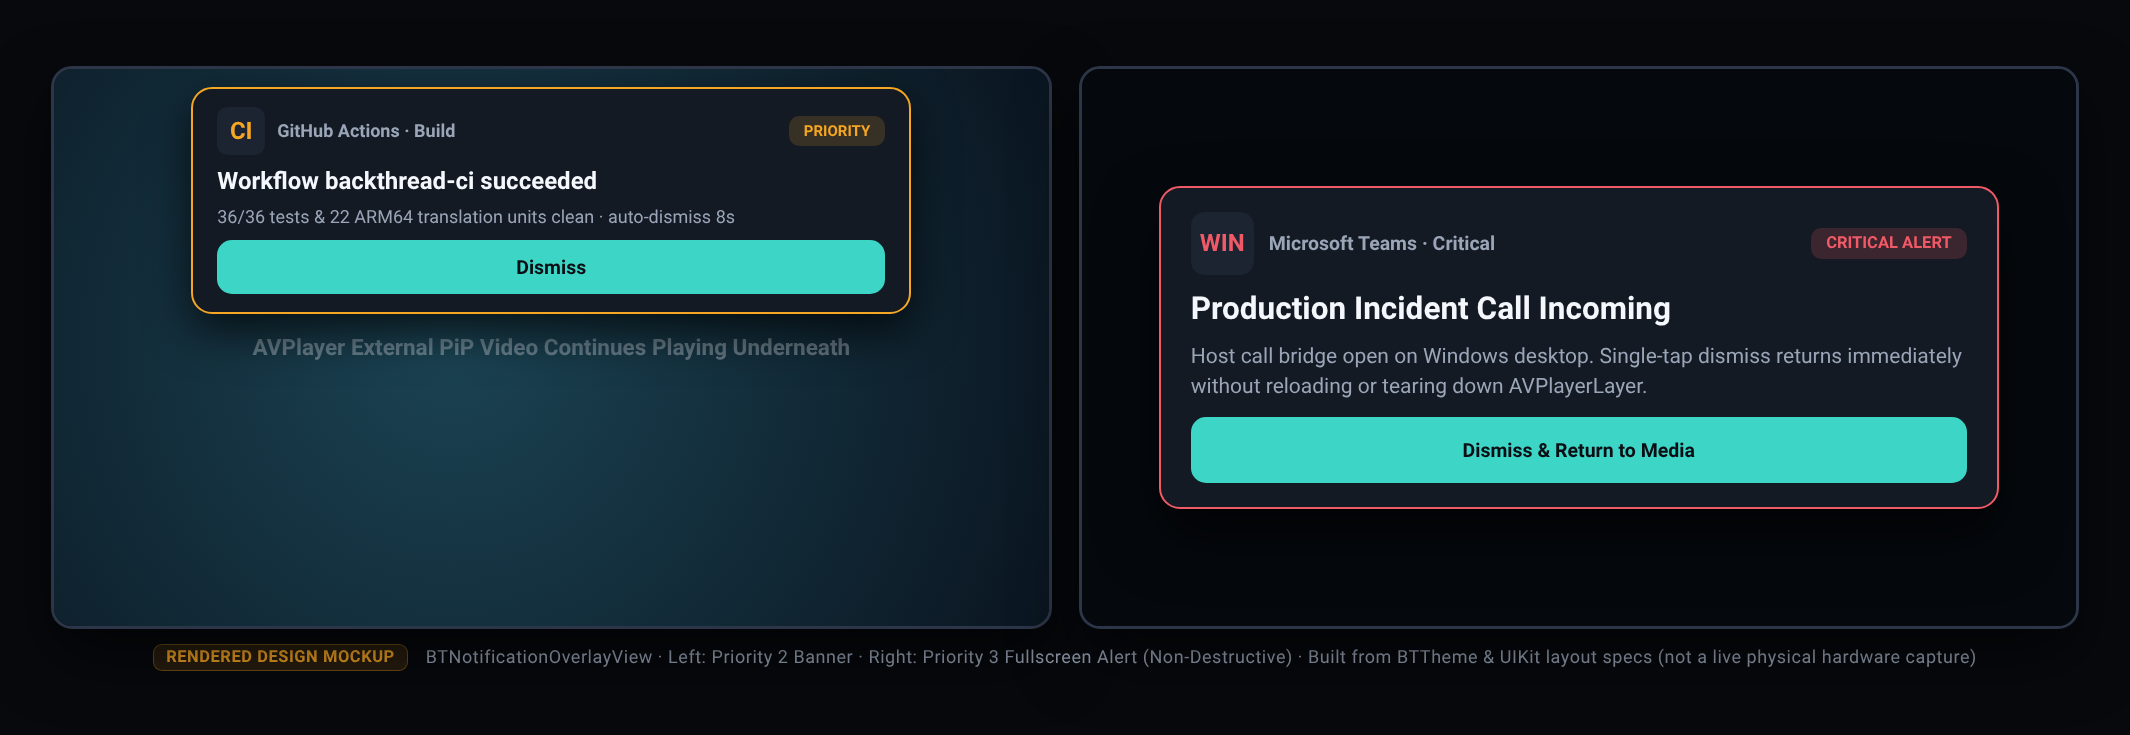 CI
GitHub Actions · Build
PRIORITY
Workflow backthread-ci succeeded
36/36 tests & 22 ARM64 translation units clean · auto-dismiss 8s
Dismiss
AVPlayer External PiP Video Continues Playing Underneath
WIN
Microsoft Teams · Critical
CRITICAL ALERT
Production Incident Call Incoming
Host call bridge open on Windows desktop. Single-tap dismiss returns immediately
without reloading or tearing down AVPlayerLayer.
Dismiss & Return to Media
RENDERED DESIGN MOCKUP
BTNotificationOverlayView · Left: Priority 2 Banner · Right: Priority 3 Fullscreen Alert (Non-Destructive) · Built from BTTheme & UIKit layout specs (not a live physical hardware capture)